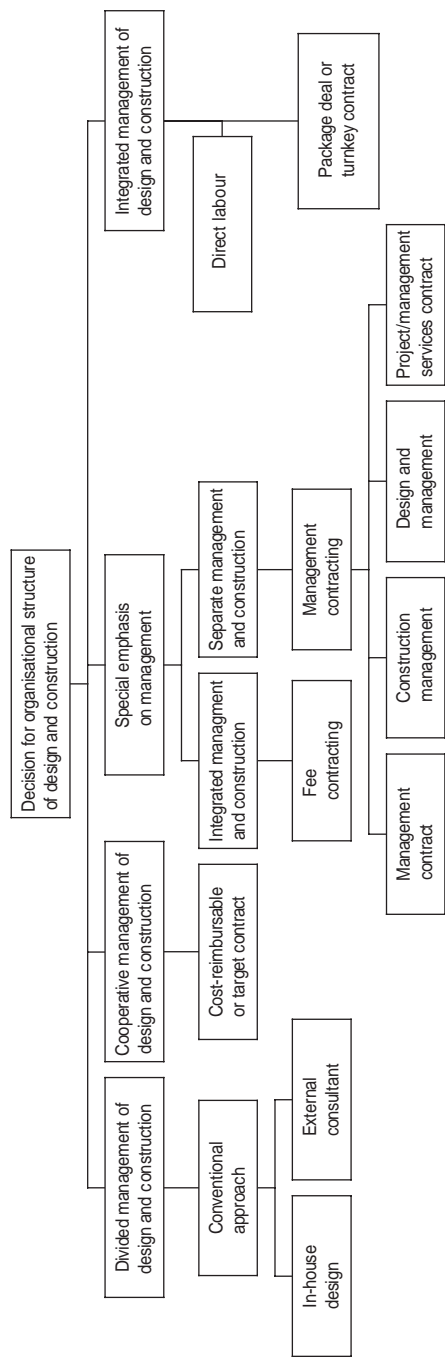 Decision for organisational structure
of design and construction
Divided management of
design and construction
Cooperative management of
design and construction
Special emphasis
on management
Integrated management of
design and construction
Conventional
approach
Cost-reimbursable
or target contract
Integrated managment
and construction
Separate management
and construction
Direct labour
In-house
design
External
consultant
Fee
contracting
Management
contracting
Package deal or
turnkey contract
Management
contract
Construction
management
Design and
management
Project/management
services contract